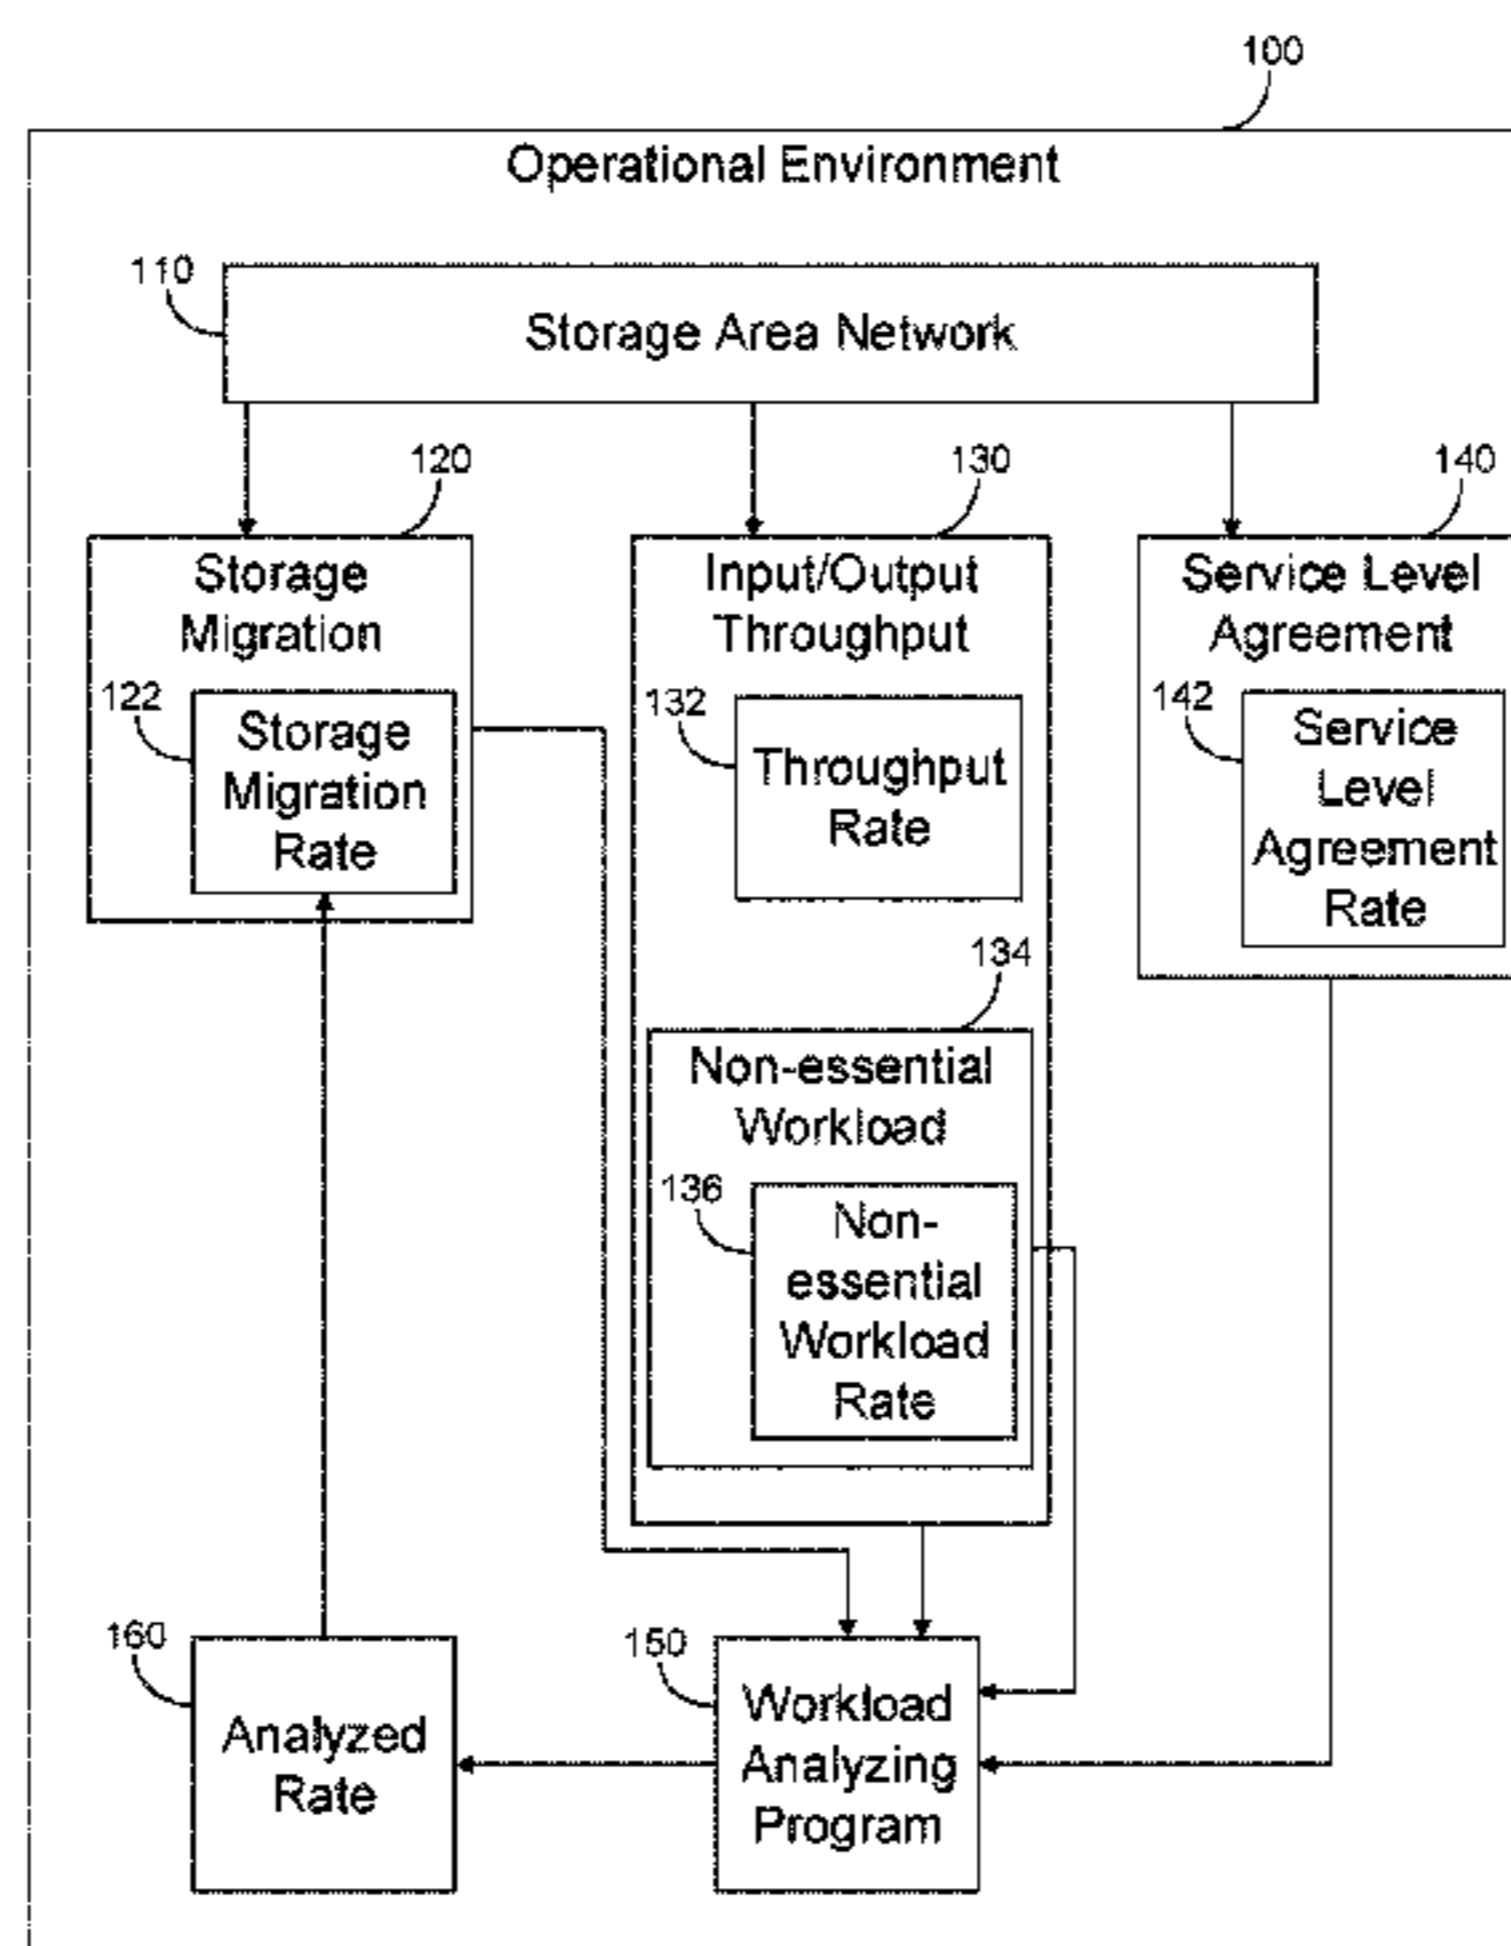 100
Operational Environment
110
Storage Area Network
120
130
140
Storage
Migration
Input/Output
Throughput
Service Level
Agreement
122
Storage
Migration
Rate
132
Throughput
Rate
142
Service
Level
Agreement
Rate
134
Non-essential
Workload
136
Non-
essential
Workload
Rate
160
Analyzed
Rate
150
Workload
Analyzing
Program